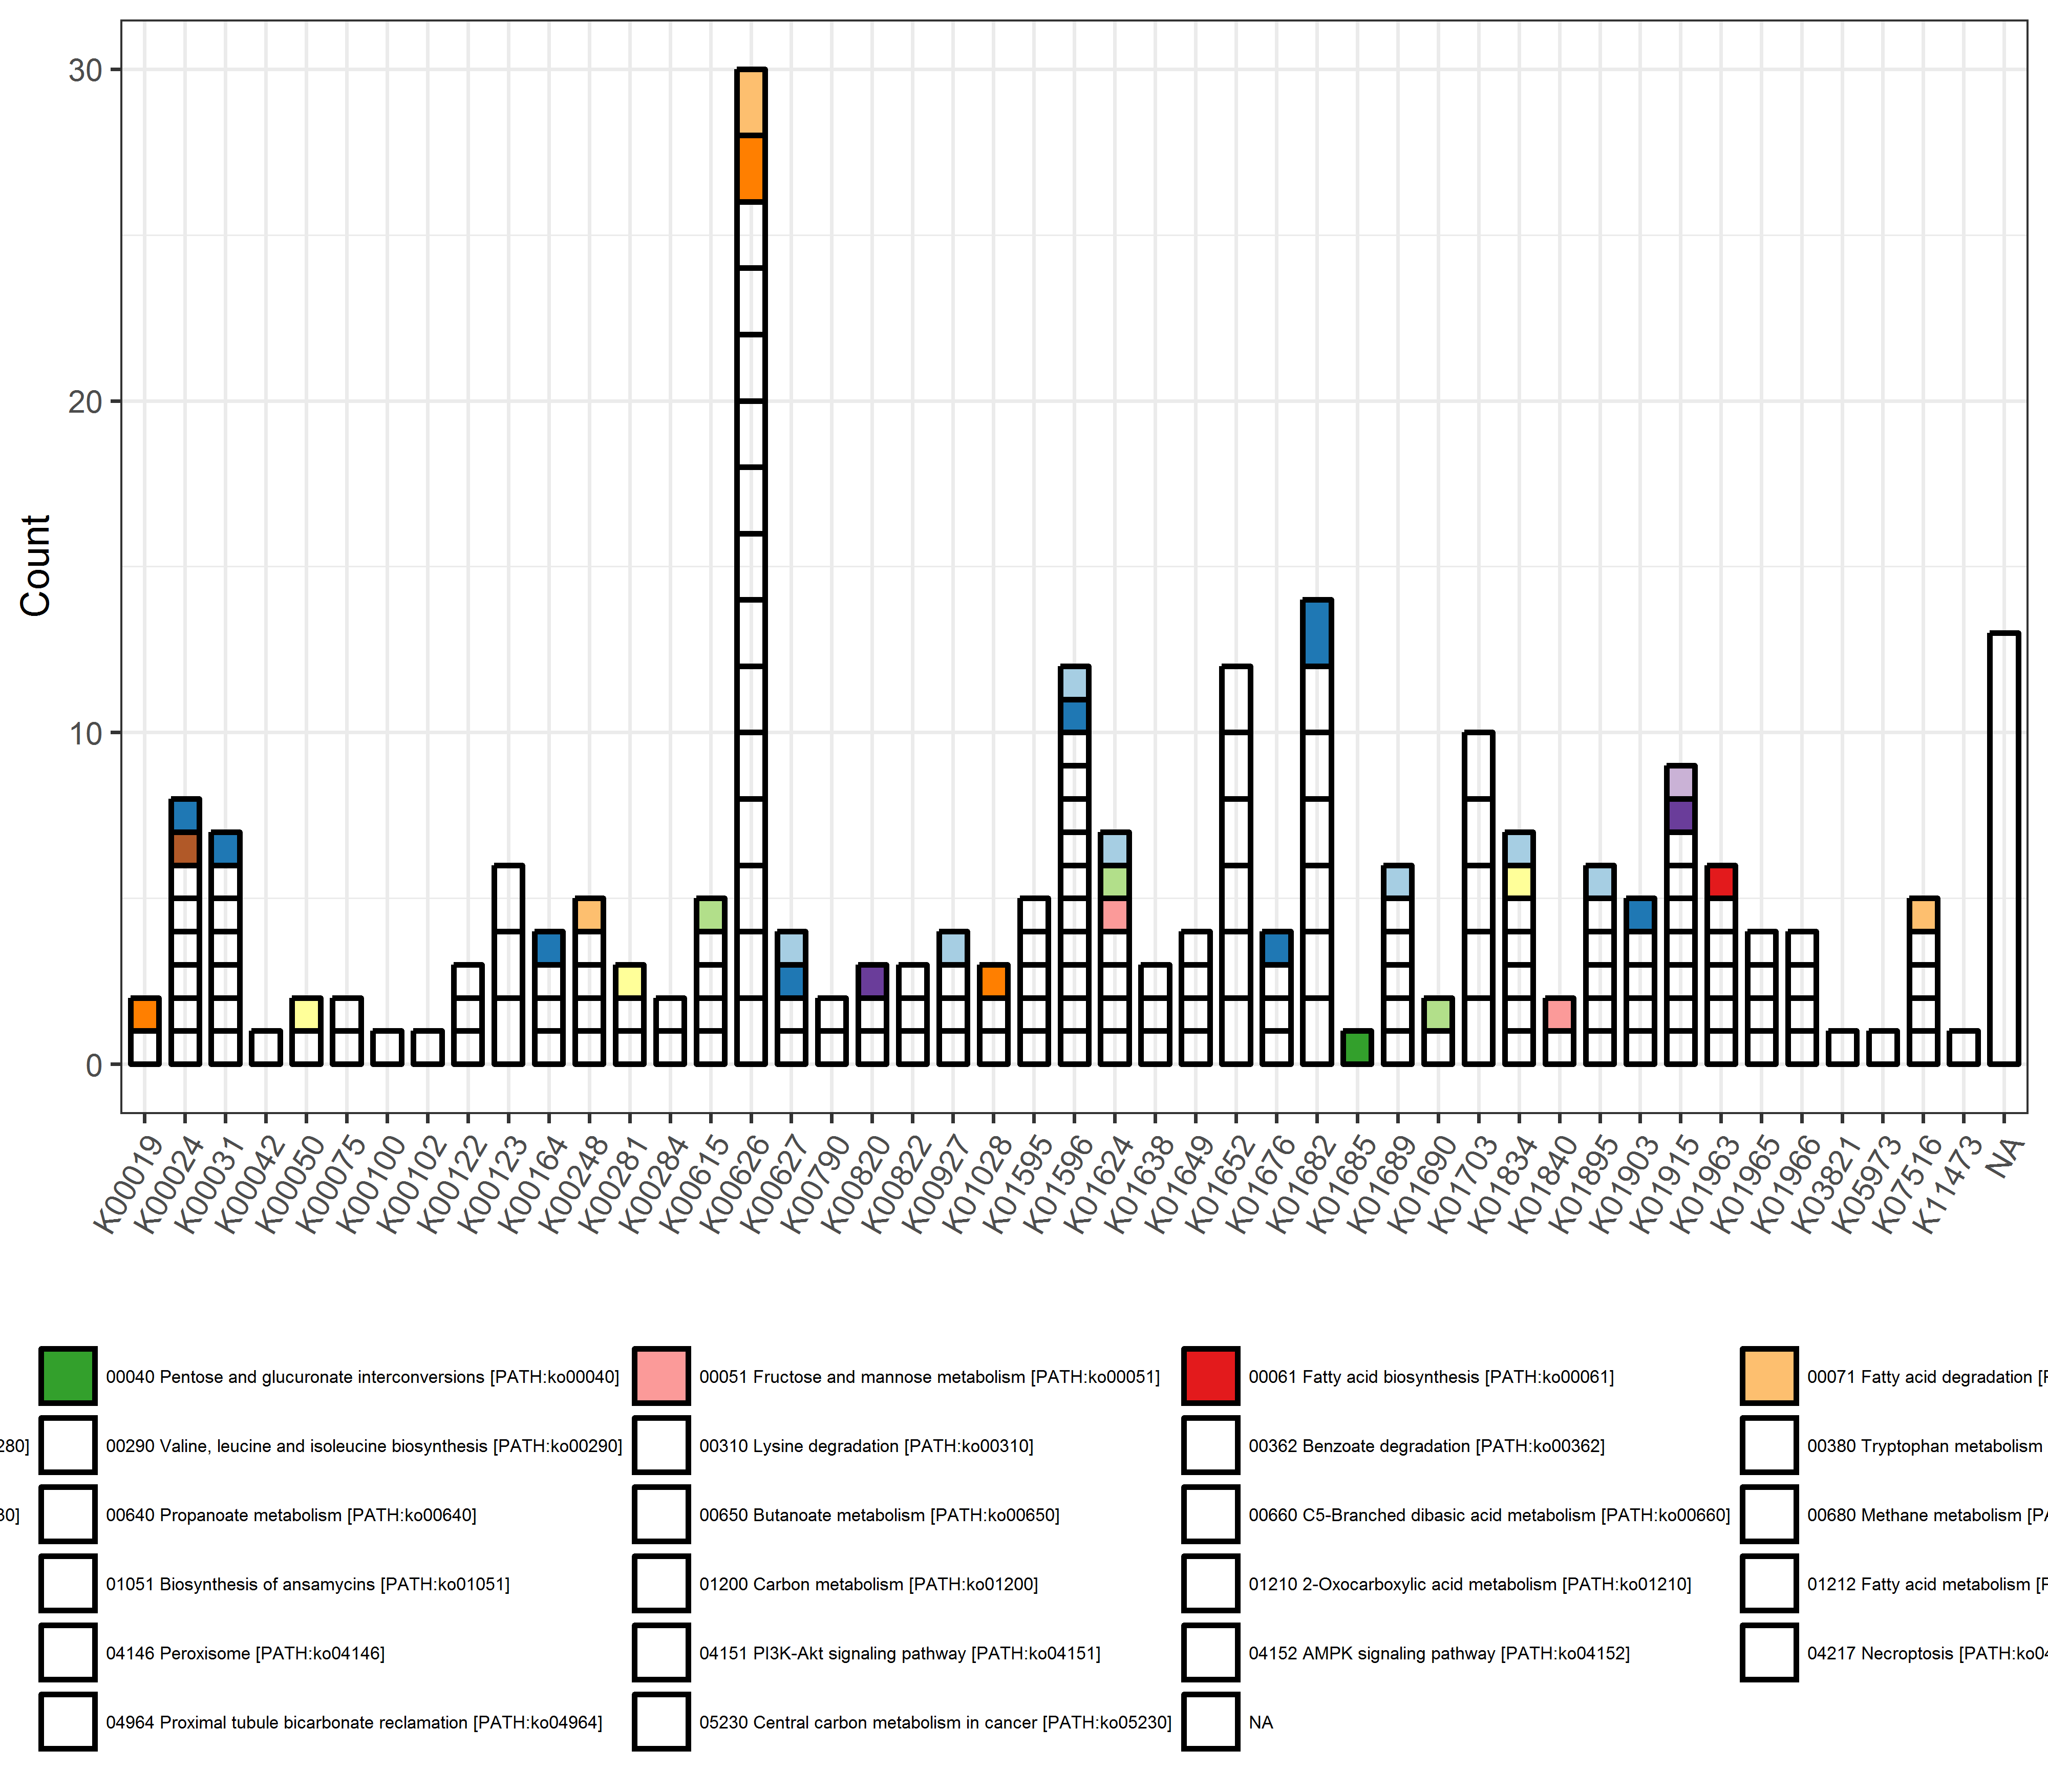 30
20
10
0
Count
K00019 K00024 K00031 K00042 K00050 K00075 K00100 K00102 K00122 K00123 K00164 K00248 K00281 K00284 K00615 K00626 K00627 K00790 K00820 K00822 K00927 K01028 K01595 K01596 K01624 K01638 K01649 K01652 K01676 K01682 K01685 K01689 K01690 K01703 K01834 K01840 K01895 K01903 K01915 K01963 K01965 K01966 K03821 K05973 K07516 K11473 NA
00040 Pentose and glucuronate interconversions [PATH:ko00040] 00051 Fructose and mannose metabolism [PATH:ko00051] 00061 Fatty acid biosynthesis [PATH:ko00061] 00071 Fatty acid degradation [
280] 00290 Valine, leucine and isoleucine biosynthesis [PATH:ko00290] 00310 Lysine degradation [PATH:ko00310] 00362 Benzoate degradation [PATH:ko00362] 00380 Tryptophan metabolism
30] 00640 Propanoate metabolism [PATH:ko00640] 00650 Butanoate metabolism [PATH:ko00650] 00660 C5-Branched dibasic acid metabolism [PATH:ko00660] 00680 Methane metabolism [PA
01051 Biosynthesis of ansamycins [PATH:ko01051] 01200 Carbon metabolism [PATH:ko01200] 01210 2-Oxocarboxylic acid metabolism [PATH:ko01210] 01212 Fatty acid metabolism [
04146 Peroxisome [PATH:ko04146] 04151 PI3K-Akt signaling pathway [PATH:ko04151] 04152 AMPK signaling pathway [PATH:ko04152] 04217 Necroptosis [PATH:ko04
04964 Proximal tubule bicarbonate reclamation [PATH:ko04964] 05230 Central carbon metabolism in cancer [PATH:ko05230] NA